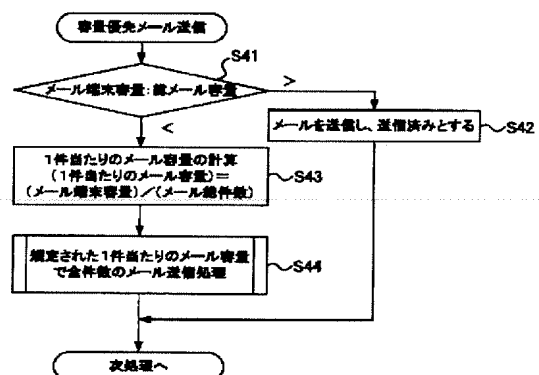 容量優先メール送信
S41
メール端末容量:総メール容量
>
<
メールを送信し、送信済みとする
S42
1件当たりのメール容量の計算
(1件当たりのメール容量)=
(メール端末容量)/(メール総件数)
S43
規定された1件当たりのメール容量
で全件数のメール送信処理
S44
次処理へ